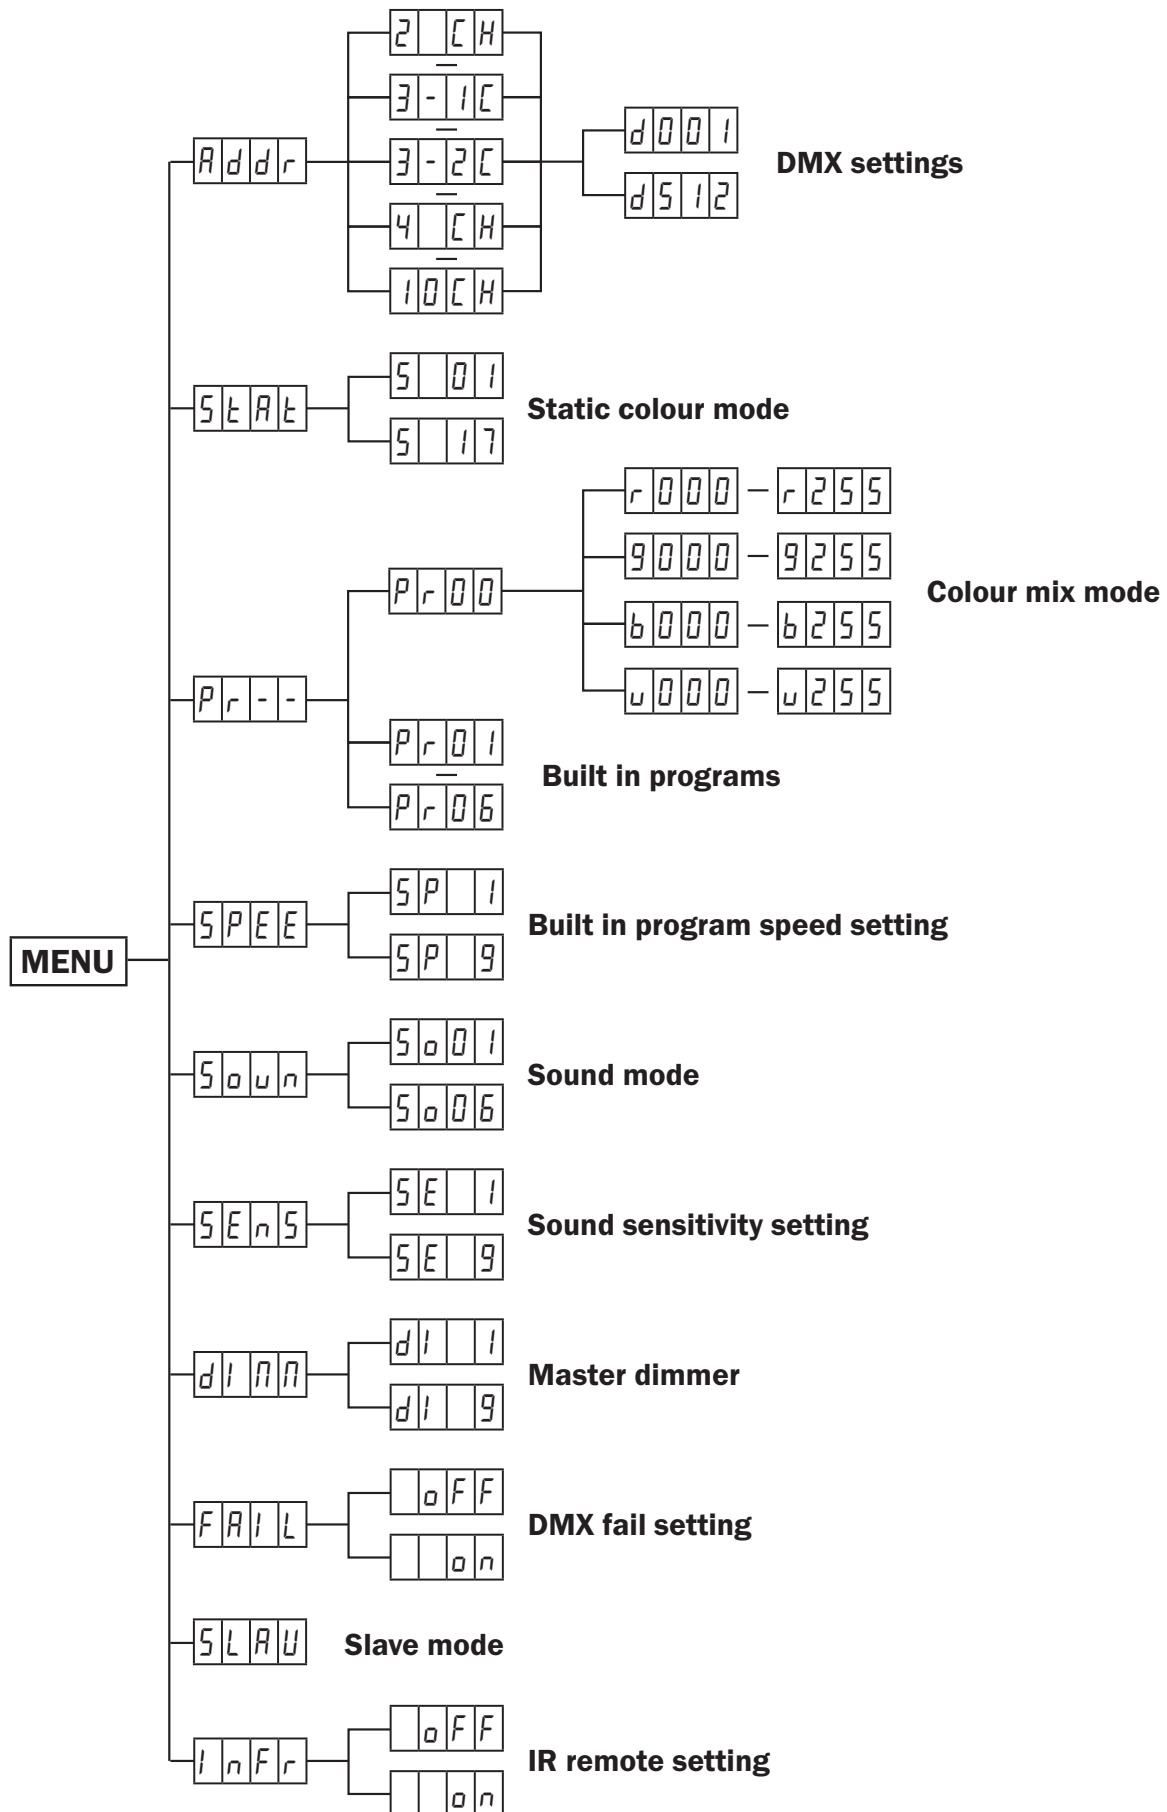 2 CH
3-1C
Addr
3-2C
d001
d512
DMX settings
4 CH
10CH
StAt
S 01
S 17
Static colour mode
Pr--
Pr00
r000 — r255
g000 — g255
b000 — b255
u000 — u255
Colour mix mode
Pr01
Pr06
Built in programs
MENU
SPEE
SP 1
SP 9
Built in program speed setting
Soun
So01
So06
Sound mode
SEnS
SE 1
SE 9
Sound sensitivity setting
dIMM
dI 1
dI 9
Master dimmer
FAIL
oFF
on
DMX fail setting
SLAU
Slave mode
InFr
oFF
on
IR remote setting